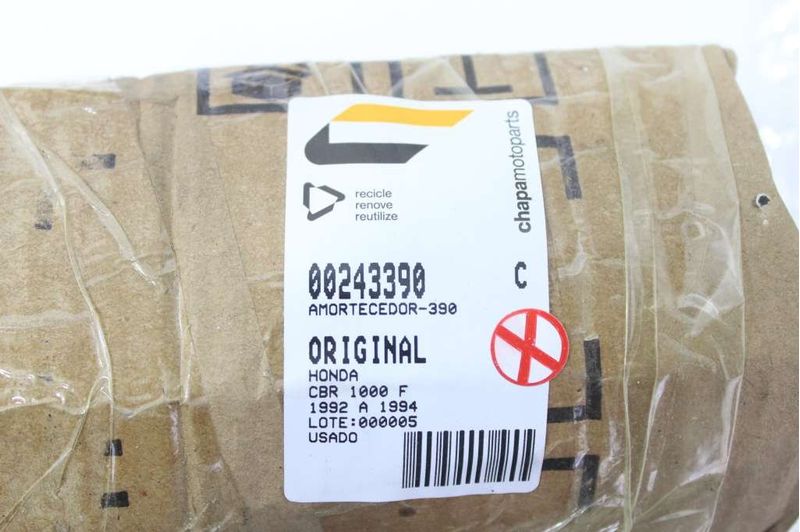 chapamotoparts
recicle
renove
reutilize
00243390 C
AMORTECEDOR-390
ORIGINAL
HONDA
CBR 1000 F
1992 A 1994
LOTE:000005
USADO